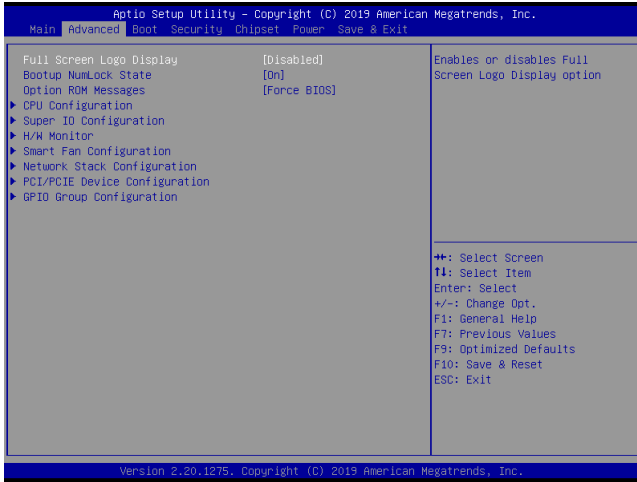 Aptio Setup Utility – Copyright (C) 2019 American Megatrends, Inc.
Main Advanced Boot Security Chipset Power Save & Exit
Full Screen Logo Display [Disabled]
Bootup NumLock State [On]
Option ROM Messages [Force BIOS]
CPU Configuration
Super IO Configuration
H/W Monitor
Smart Fan Configuration
Network Stack Configuration
PCI/PCIE Device Configuration
GPIO Group Configuration
Enables or disables Full
Screen Logo Display option
→←: Select Screen
↑↓: Select Item
Enter: Select
+/-: Change Opt.
F1: General Help
F7: Previous Values
F9: Optimized Defaults
F10: Save & Reset
ESC: Exit
Version 2.20.1275. Copyright (C) 2019 American Megatrends, Inc.